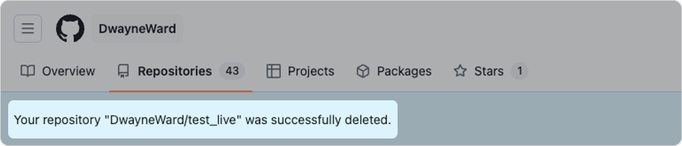 DwayneWard
Overview Repositories 43 Projects Packages Stars 1
Your repository "DwayneWard/test_live" was successfully deleted.